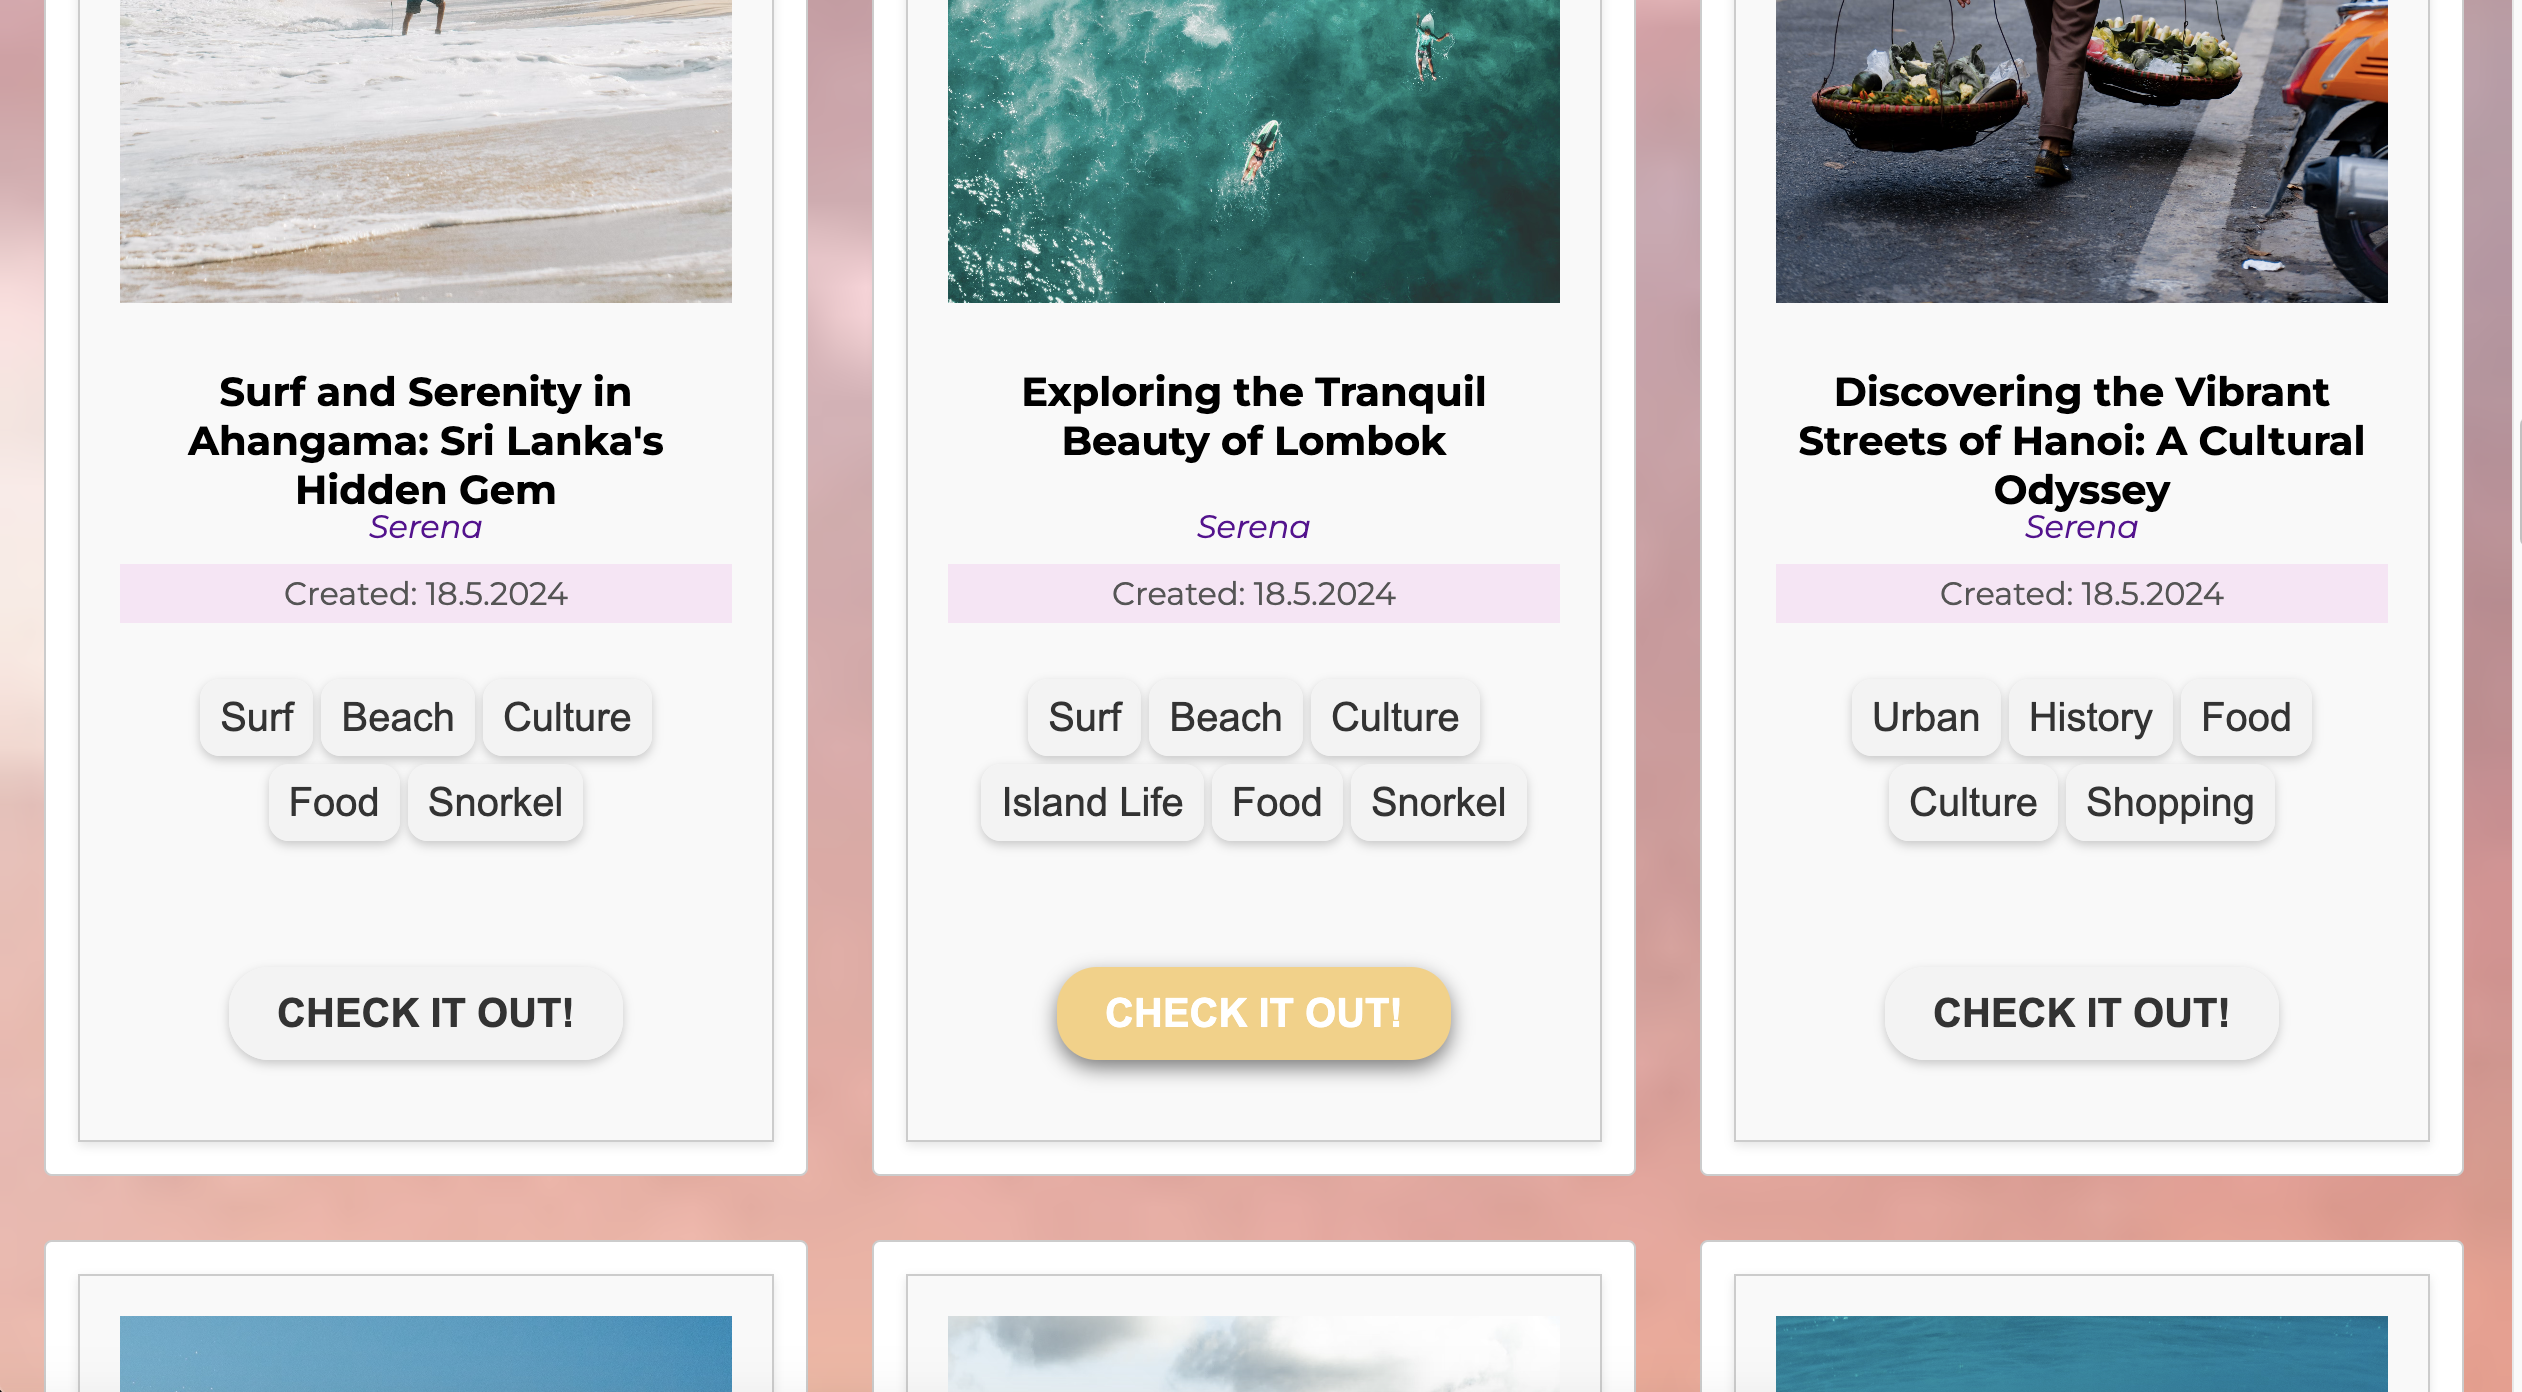 Surf and Serenity in
Ahangama: Sri Lanka's
Hidden Gem
Serena
Created: 18.5.2024
Surf Beach Culture
Food Snorkel
CHECK IT OUT!
Exploring the Tranquil
Beauty of Lombok
Serena
Created: 18.5.2024
Surf Beach Culture
Island Life Food Snorkel
CHECK IT OUT!
Discovering the Vibrant
Streets of Hanoi: A Cultural
Odyssey
Serena
Created: 18.5.2024
Urban History Food
Culture Shopping
CHECK IT OUT!